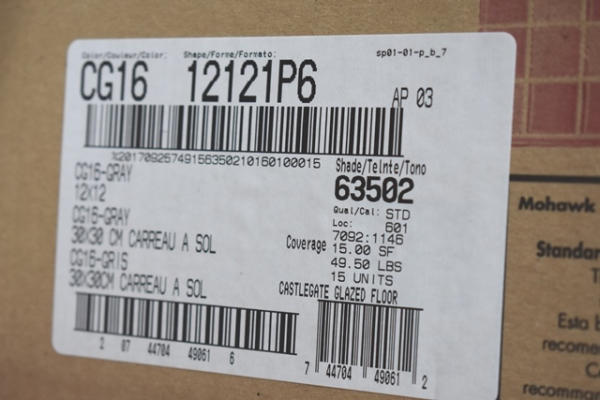 Color/Couleur/Color: Shape/Forme/Formato: sp01-01-p_b_7
CG16 12121P6 AP 03
%2017092574915635021016010 0015
CG16-GRAY
12X12
CG16-GRAY
30X30 CM CARREAU A SOL
CG16-GRIS
30X30CM CARREAU A SOL
Shade/Teinte/Tono
63502
Qual/Cal: STD
Loc: 601
7092:1146
Coverage 15.00 SF
49.50 LBS
15 UNITS
CASTLEGATE GLAZED FLOOR
2 07 44704 49061 6
7 44704 49061 2
Mohawk
Standar
T
Esta b
recome
C
recomma